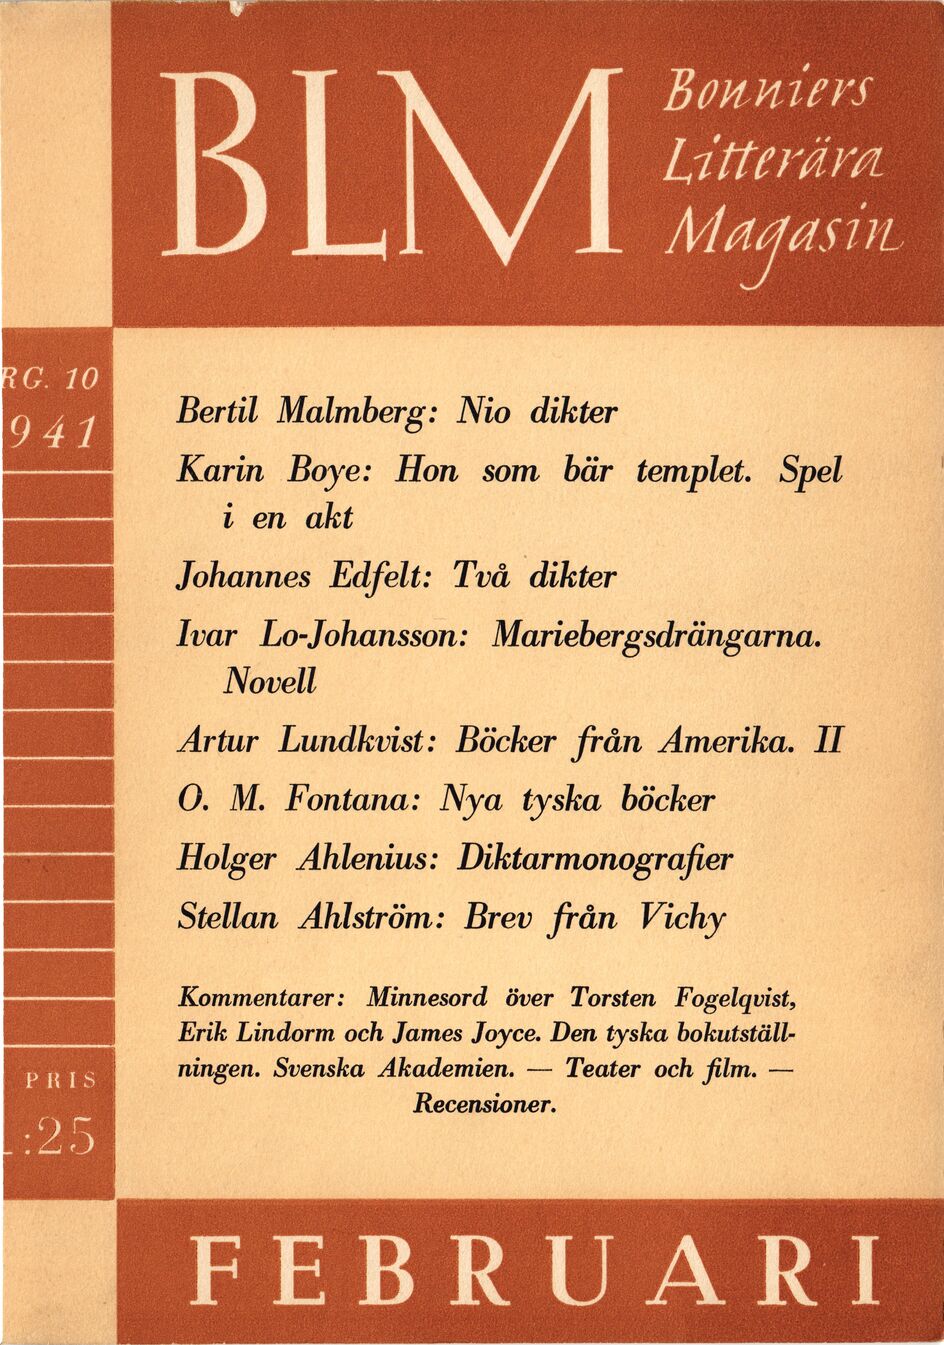 BLM
Bonniers
Litterära
Magasin
RG. 10
941
Bertil Malmberg: Nio dikter
Karin Boye: Hon som bär templet. Spel
i en akt
Johannes Edfelt: Två dikter
Ivar Lo-Johansson: Mariebergsdrängarna.
Novell
Artur Lundkvist: Böcker från Amerika. II
O. M. Fontana: Nya tyska böcker
Holger Ahlenius: Diktarmonografier
Stellan Ahlström: Brev från Vichy
Kommentarer: Minnesord över Torsten Fogelqvist,
Erik Lindorm och James Joyce. Den tyska bokutställ-
ningen. Svenska Akademien. — Teater och film. —
Recensioner.
PRIS
:25
FEBRUARI